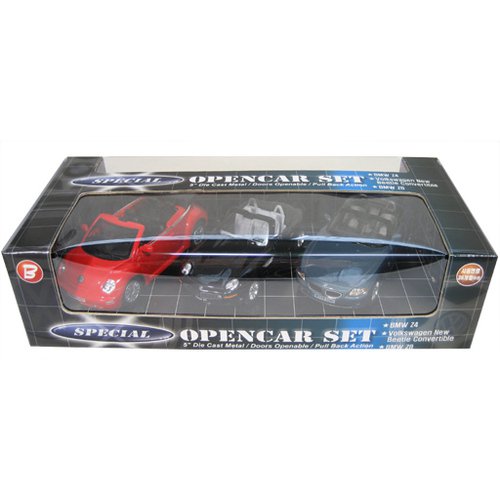 SPECIAL
OPENCAR SET
5" Die Cast Metal / Doors Openable / Pull Back Action
★ BMW Z4
★ Volkswagen New
Beetle Convertible
★ BMW Z8
B
SPECIAL
OPENCAR SET
5" Die Cast Metal / Doors Openable / Pull Back Action
★ BMW Z4
★ Volkswagen New
Beetle Convertible
★ BMW Z8